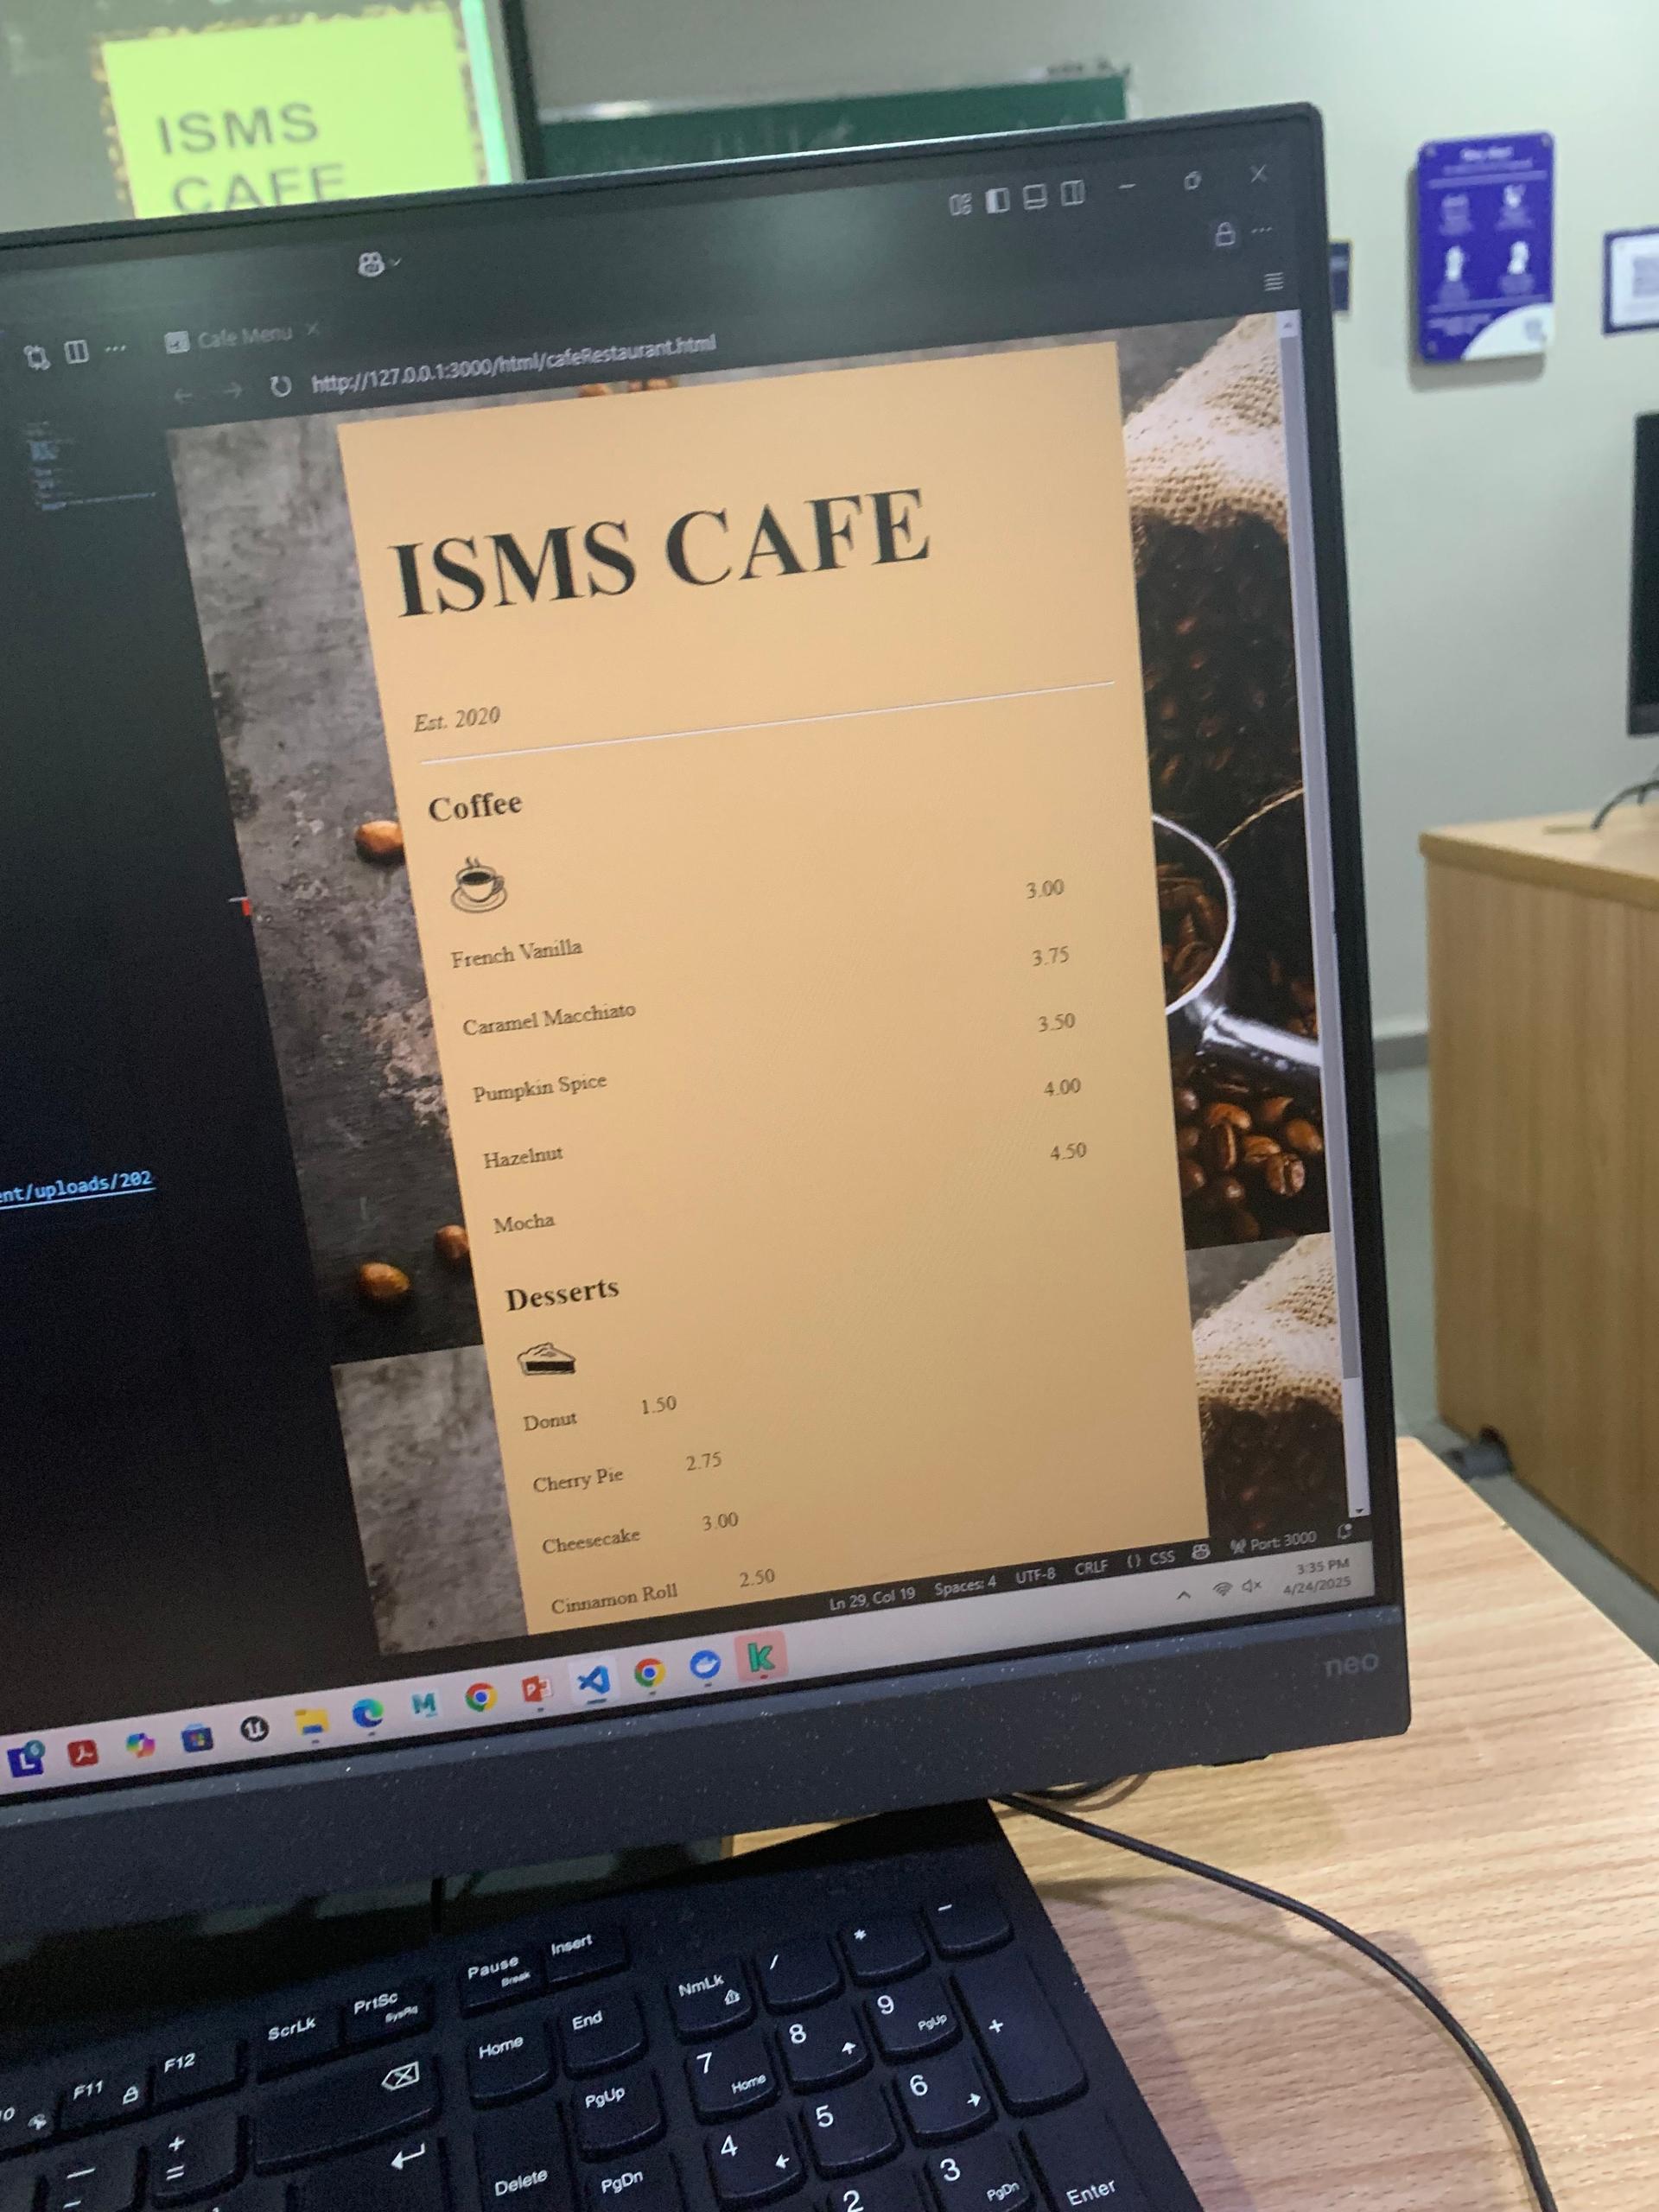 ISMS
CAFE
Cafe Menu
http://127.0.0.1:3000/html/cafeRestaurant.html
ISMS CAFE
Est. 2020
Coffee
3.00
French Vanilla
3.75
Caramel Macchiato
3.50
Pumpkin Spice
4.00
Hazelnut
4.50
Mocha
ent/uploads/202
Desserts
Donut 1.50
Cherry Pie 2.75
Cheesecake 3.00
Cinnamon Roll 2.50
Ln 29, Col 19 Spaces: 4 UTF-8 CRLF {} CSS Port: 3000
3:35 PM
4/24/2025
neo
Pause
Break
Insert
NmLk
/
*
-
PrtSc
SysRq
ScrLk
F12
F11
Home
End
7
Home
8
9
PgUp
+
PgUp
Delete
PgDn
4
5
6
2
3
PgDn
Enter
+
=